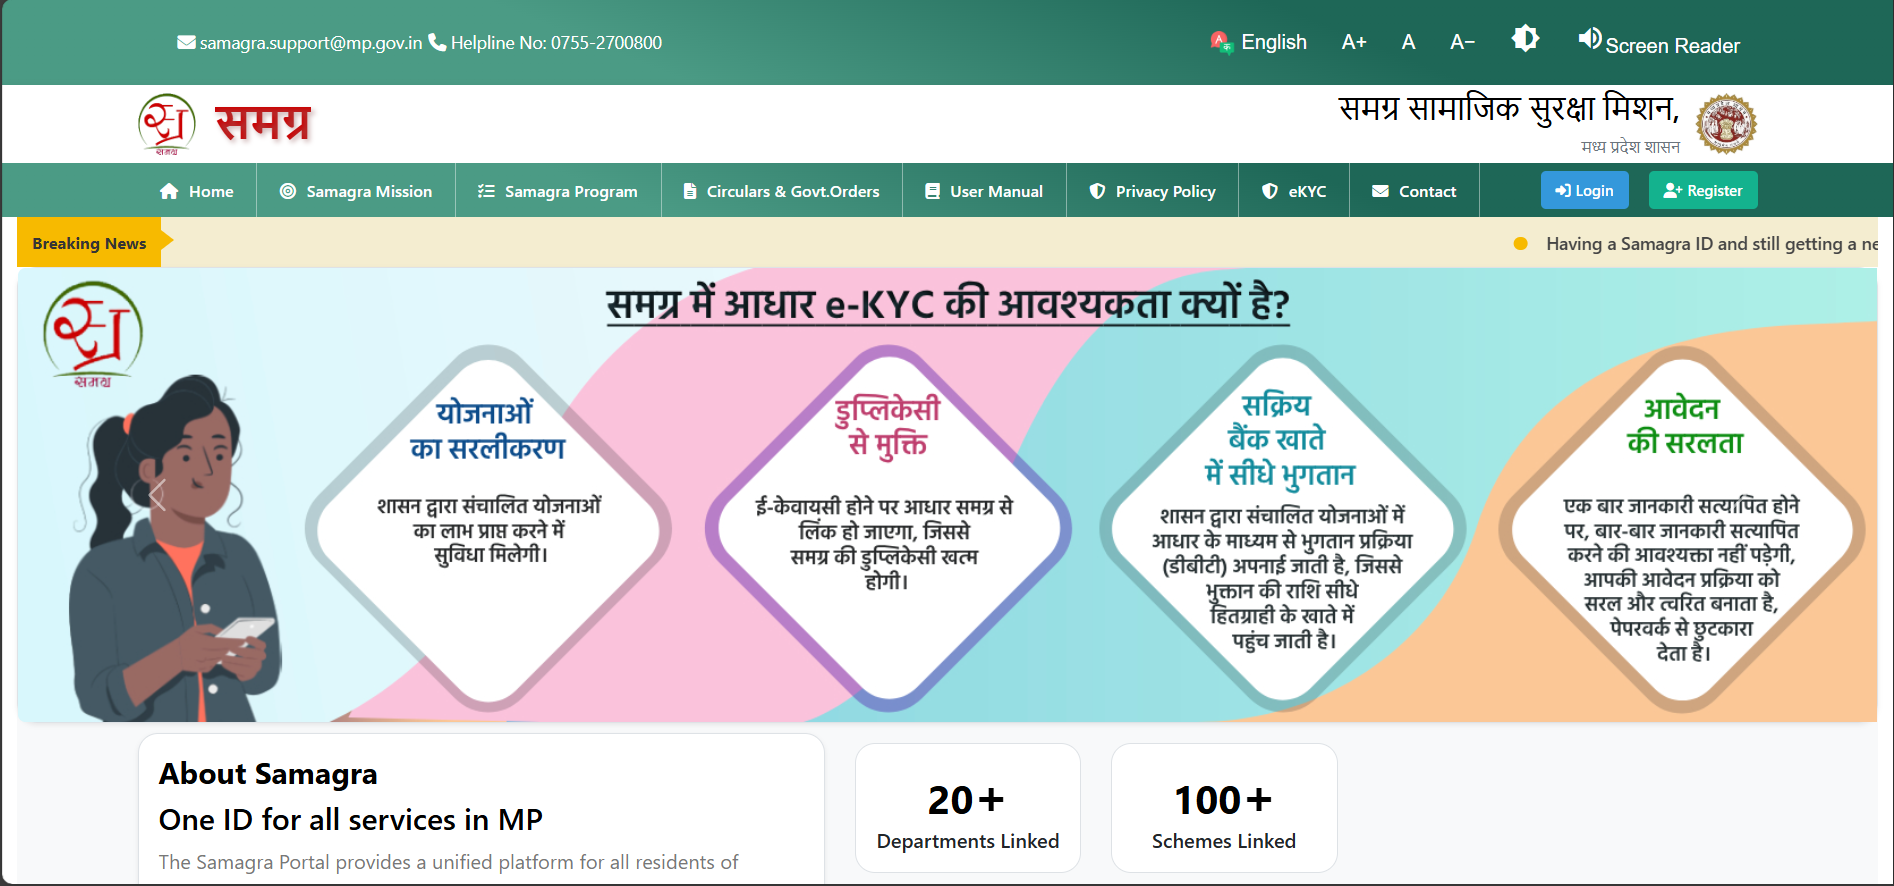 samagra.support@mp.gov.in Helpline No: 0755-2700800
English A+ A A− Screen Reader
समग्र
समग्र
समग्र सामाजिक सुरक्षा मिशन,
मध्य प्रदेश शासन
Home Samagra Mission Samagra Program Circulars & Govt.Orders User Manual Privacy Policy eKYC Contact Login Register
Breaking News
Having a Samagra ID and still getting a ne
समग्र
समग्र में आधार e-KYC की आवश्यकता क्यों है?
योजनाओं
का सरलीकरण
शासन द्वारा संचालित योजनाओं
का लाभ प्राप्त करने में
सुविधा मिलेगी।
डुप्लिकेसी
से मुक्ति
ई-केवायसी होने पर आधार समग्र से
लिंक हो जाएगा, जिससे
समग्र की डुप्लिकेसी खत्म
होगी।
सक्रिय
बैंक खाते
में सीधे भुगतान
शासन द्वारा संचालित योजनाओं में
आधार के माध्यम से भुगतान प्रक्रिया
(डीबीटी) अपनाई जाती है, जिससे
भुक्तान की राशि सीधे
हितग्राही के खाते में
पहुंच जाती है।
आवेदन
की सरलता
एक बार जानकारी सत्यापित होने
पर, बार-बार जानकारी सत्यापित
करने की आवश्यक्ता नहीं पड़ेगी,
आपकी आवेदन प्रक्रिया को
सरल और त्वरित बनाता है,
पेपरवर्क से छुटकारा
देता है।
About Samagra
One ID for all services in MP
The Samagra Portal provides a unified platform for all residents of
20+
Departments Linked
100+
Schemes Linked